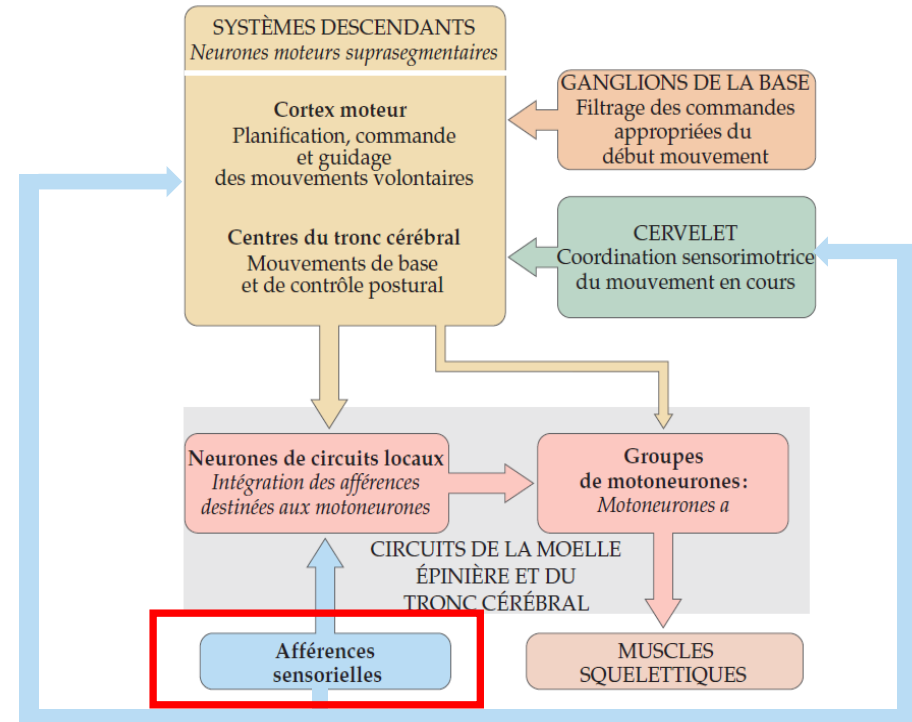 SYSTÈMES DESCENDANTS
Neurones moteurs suprasegmentaires
Cortex moteur
Planification, commande
et guidage
des mouvements volontaires
Centres du tronc cérébral
Mouvements de base
et de contrôle postural
GANGLIONS DE LA BASE
Filtrage des commandes
appropriées du
début mouvement
CERVELET
Coordination sensorimotrice
du mouvement en cours
Neurones de circuits locaux
Intégration des afférences
destinées aux motoneurones
Groupes
de motoneurones:
Motoneurones a
CIRCUITS DE LA MOELLE
ÉPINIÈRE ET DU
TRONC CÉRÉBRAL
Afférences
sensorielles
MUSCLES
SQUELETTIQUES